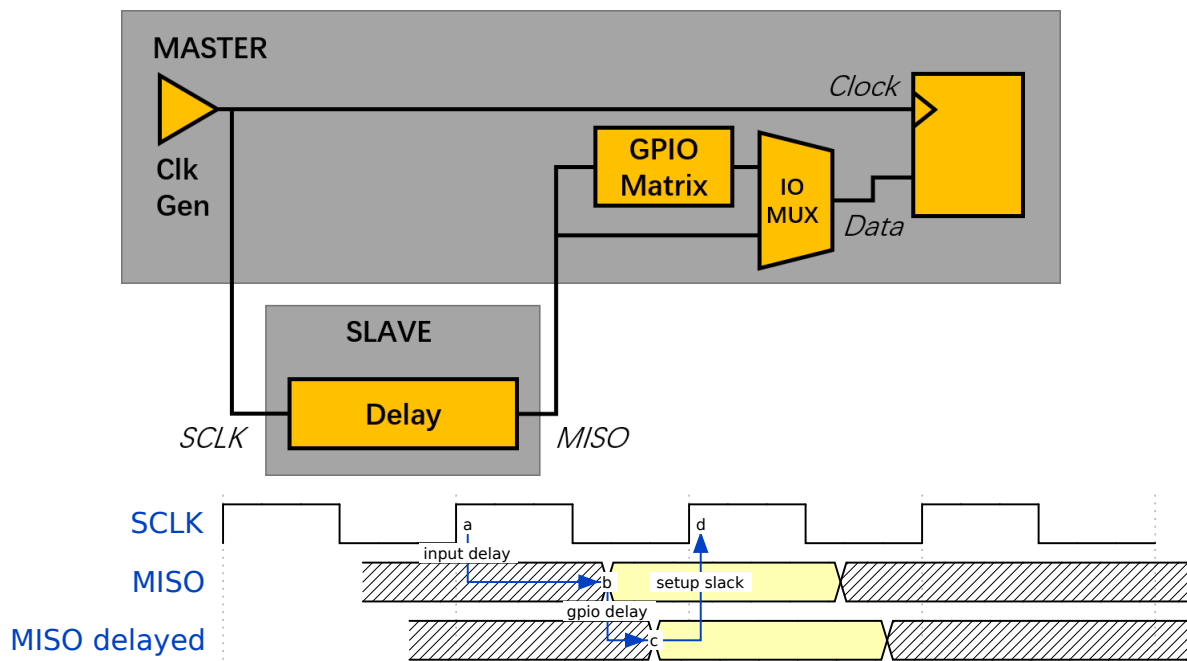 MASTER
Clk
Gen
Clock
GPIO
Matrix
IO
MUX
Data
SLAVE
Delay
SCLK
MISO
SCLK
a
d
input delay
MISO
b
setup slack
gpio delay
MISO delayed
c